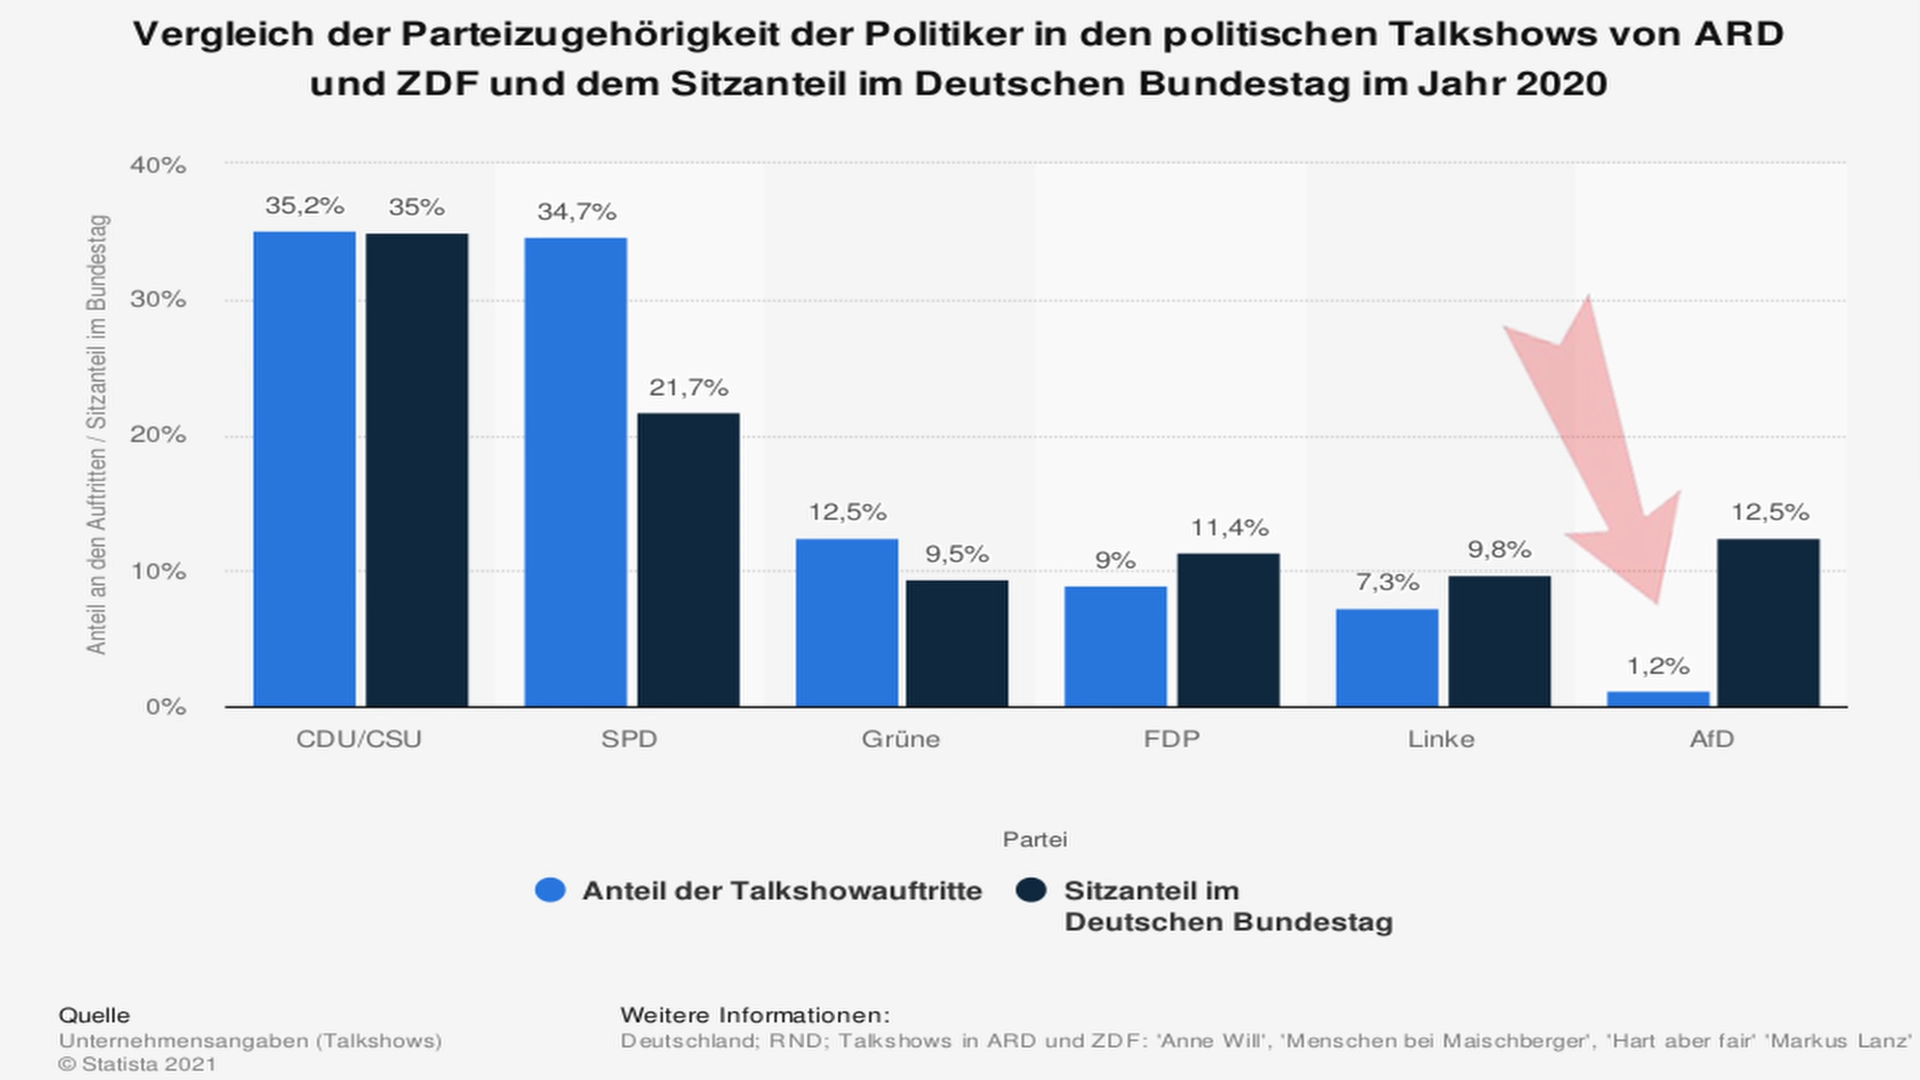 Vergleich der Parteizugehörigkeit der Politiker in den politischen Talkshows von ARD
und ZDF und dem Sitzanteil im Deutschen Bundestag im Jahr 2020
Anteil an den Auftritten / Sitzanteil im Bundestag
40%
30%
20%
10%
0%
35,2%
35%
34,7%
21,7%
12,5%
9,5%
9%
11,4%
7,3%
9,8%
1,2%
12,5%
CDU/CSU
SPD
Grüne
FDP
Linke
AfD
Partei
Anteil der Talkshowauftritte
Sitzanteil im
Deutschen Bundestag
Quelle
Unternehmensangaben (Talkshows)
© Statista 2021
Weitere Informationen:
Deutschland; RND; Talkshows in ARD und ZDF: 'Anne Will', 'Menschen bei Maischberger', 'Hart aber fair' 'Markus Lanz'